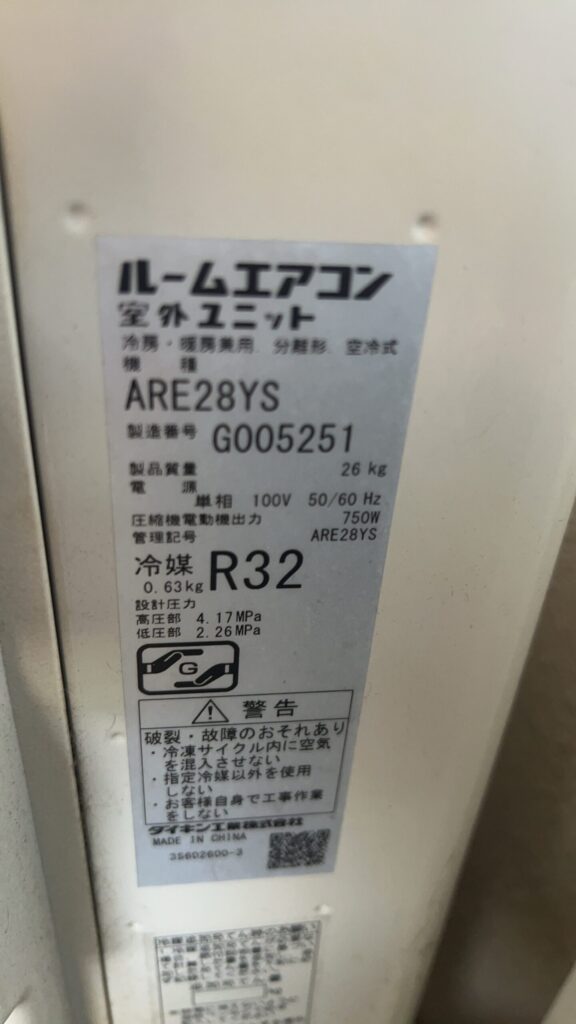 ルームエアコン
室外ユニット
冷房・暖房兼用、分離形、空冷式
機 種
ARE28YS
製造番号 G005251
製品質量 26 kg
電 源
単相 100V 50/60 Hz
圧縮機電動機出力 750W
管理記号 ARE28YS
冷媒 R32
0.63kg
設計圧力
高圧部 4.17MPa
低圧部 2.26MPa
G
警告
破裂・故障のおそれあり
・冷凍サイクル内に空気
を混入させない
・指定冷媒以外を使用
しない
・お客様自身で工事作業
をしない
ダイキン工業株式会社
MADE IN CHINA
3S602600-3